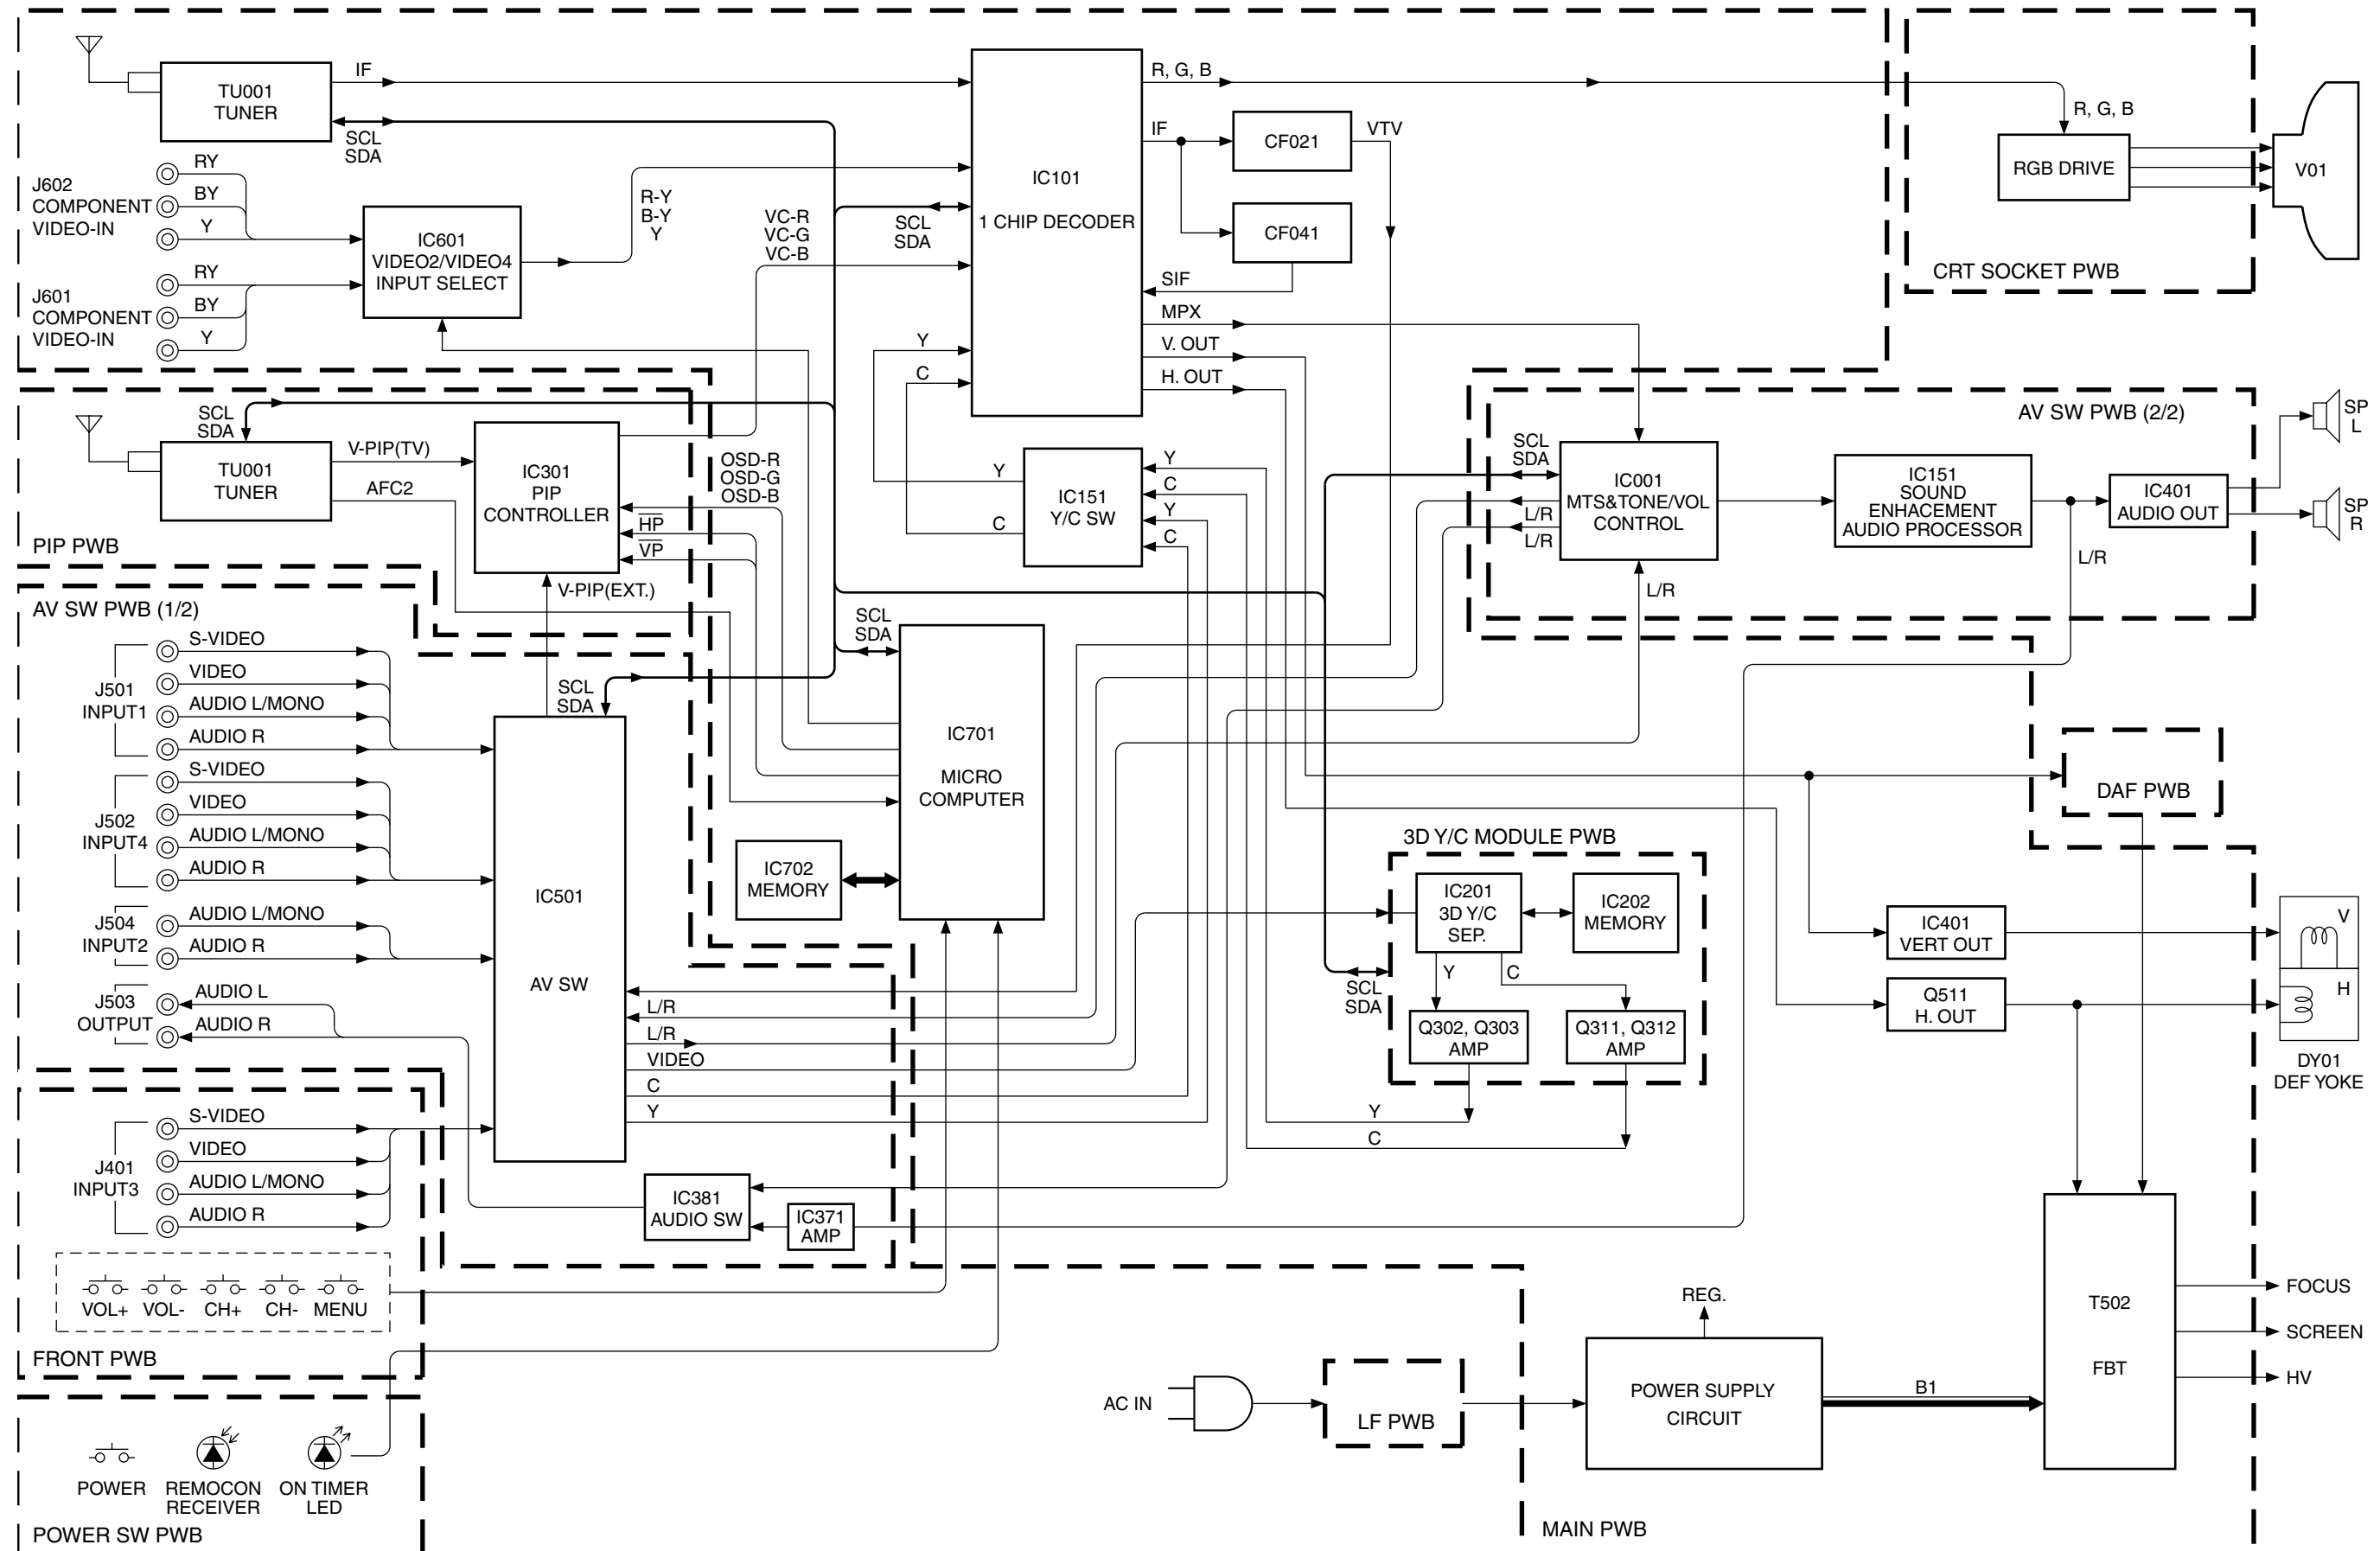 TU001
TUNER
IF
SCL
SDA
J602
COMPONENT
VIDEO-IN
RY
BY
Y
J601
COMPONENT
VIDEO-IN
RY
BY
Y
IC601
VIDEO2/VIDEO4
INPUT SELECT
R-Y
B-Y
Y
VC-R
VC-G
VC-B
SCL
SDA
Y
C
IC101
1 CHIP DECODER
R, G, B
IF
CF021
VTV
CF041
SIF
MPX
V. OUT
H. OUT
R, G, B
RGB DRIVE
V01
CRT SOCKET PWB
SCL
SDA
TU001
TUNER
V-PIP(TV)
AFC2
PIP PWB
IC301
PIP
CONTROLLER
OSD-R
OSD-G
OSD-B
HP
VP
V-PIP(EXT.)
Y
C
IC151
Y/C SW
Y
C
Y
C
AV SW PWB (2/2)
SCL
SDA
L/R
L/R
IC001
MTS&TONE/VOL
CONTROL
L/R
IC151
SOUND
ENHACEMENT
AUDIO PROCESSOR
IC401
AUDIO OUT
L/R
SP
L
SP
R
AV SW PWB (1/2)
J501
INPUT1
S-VIDEO
VIDEO
AUDIO L/MONO
AUDIO R
J502
INPUT4
S-VIDEO
VIDEO
AUDIO L/MONO
AUDIO R
J504
INPUT2
AUDIO L/MONO
AUDIO R
J503
OUTPUT
AUDIO L
AUDIO R
SCL
SDA
IC501
AV SW
L/R
L/R
VIDEO
C
Y
SCL
SDA
IC701
MICRO
COMPUTER
IC702
MEMORY
3D Y/C MODULE PWB
IC201
3D Y/C
SEP.
IC202
MEMORY
Y
C
SCL
SDA
Q302, Q303
AMP
Q311, Q312
AMP
Y
C
DAF PWB
IC401
VERT OUT
Q511
H. OUT
V
H
DY01
DEF YOKE
J401
INPUT3
S-VIDEO
VIDEO
AUDIO L/MONO
AUDIO R
IC381
AUDIO SW
IC371
AMP
VOL+
VOL-
CH+
CH-
MENU
FRONT PWB
POWER
REMOCON
RECEIVER
ON TIMER
LED
POWER SW PWB
AC IN
LF PWB
REG.
POWER SUPPLY
CIRCUIT
B1
T502
FBT
FOCUS
SCREEN
HV
MAIN PWB